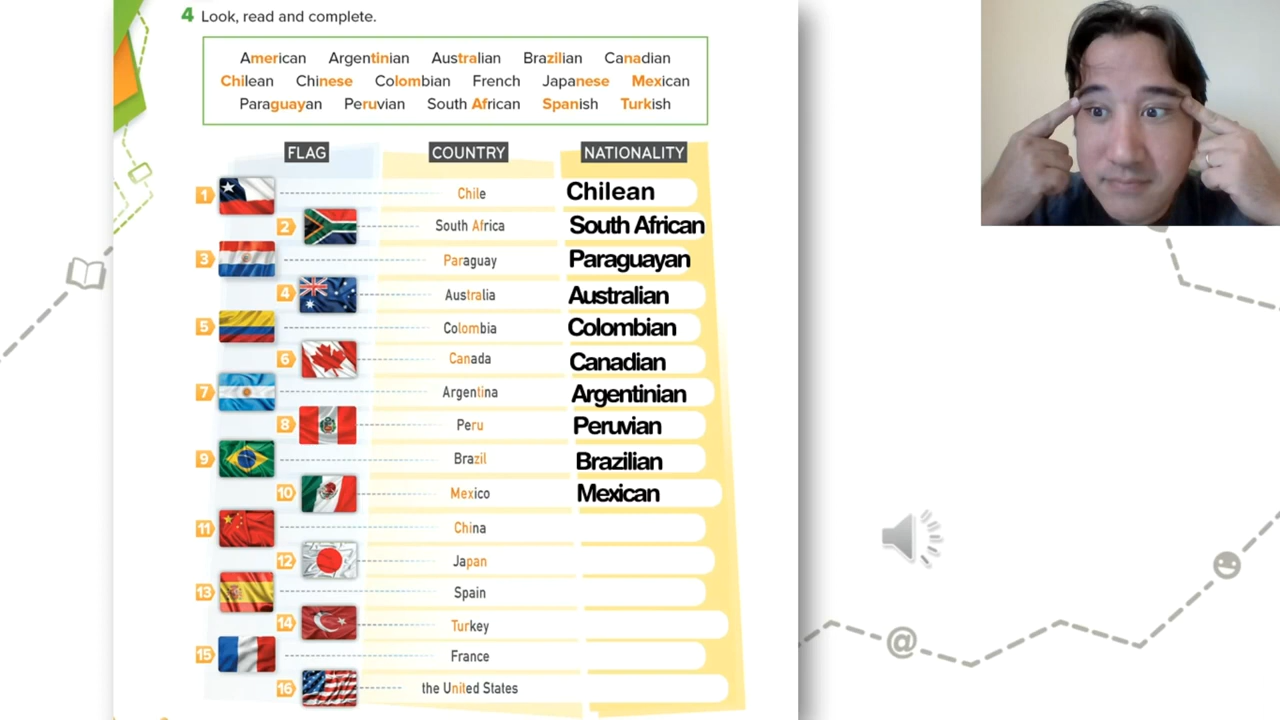 4 Look, read and complete.
American Argentinian Australian Brazilian Canadian
Chilean Chinese Colombian French Japanese Mexican
Paraguayan Peruvian South African Spanish Turkish
FLAG COUNTRY NATIONALITY
1 Chile Chilean
2 South Africa South African
3 Paraguay Paraguayan
4 Australia Australian
5 Colombia Colombian
6 Canada Canadian
7 Argentina Argentinian
8 Peru Peruvian
9 Brazil Brazilian
10 Mexico Mexican
11 China
12 Japan
13 Spain
14 Turkey
15 France
16 the United States
@